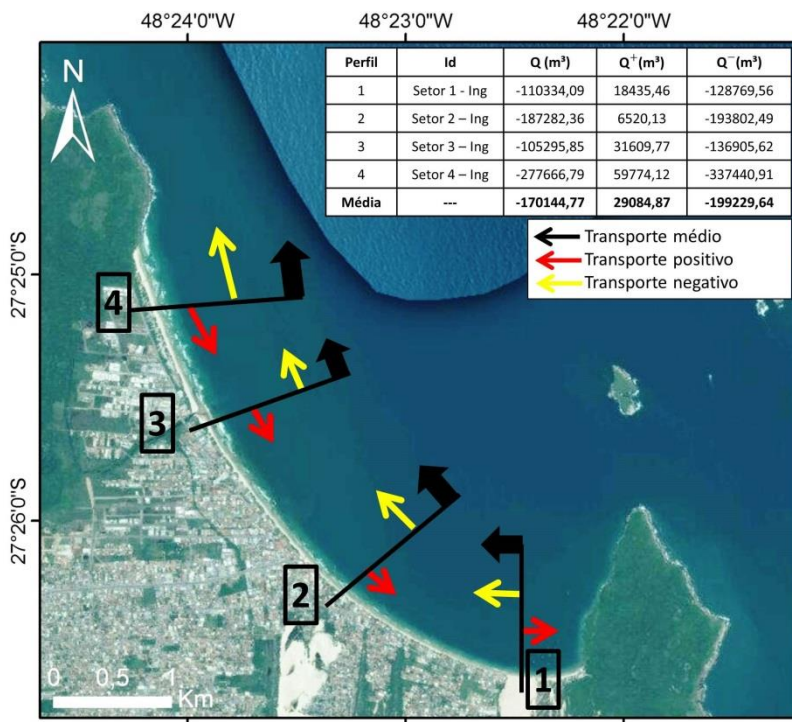 48°24'0"W 48°23'0"W 48°22'0"W
N
Perfil Id Q (m³) Q⁺(m³) Q⁻(m³)
1 Setor 1 - Ing -110334,09 18435,46 -128769,56
2 Setor 2 – Ing -187282,36 6520,13 -193802,49
3 Setor 3 – Ing -105295,85 31609,77 -136905,62
4 Setor 4 – Ing -277666,79 59774,12 -337440,91
Média --- -170144,77 29084,87 -199229,64
Transporte médio
Transporte positivo
Transporte negativo
27°25'0"S
27°26'0"S
4
3
2
1
0 0,5 1
Km